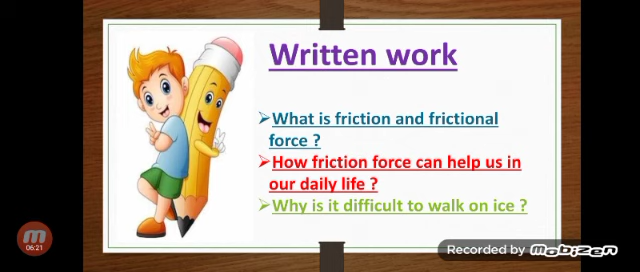 Written work
➢What is friction and frictional
force ?
➢How friction force can help us in
our daily life ?
➢Why is it difficult to walk on ice ?
m
06:21
Recorded by Mobizen